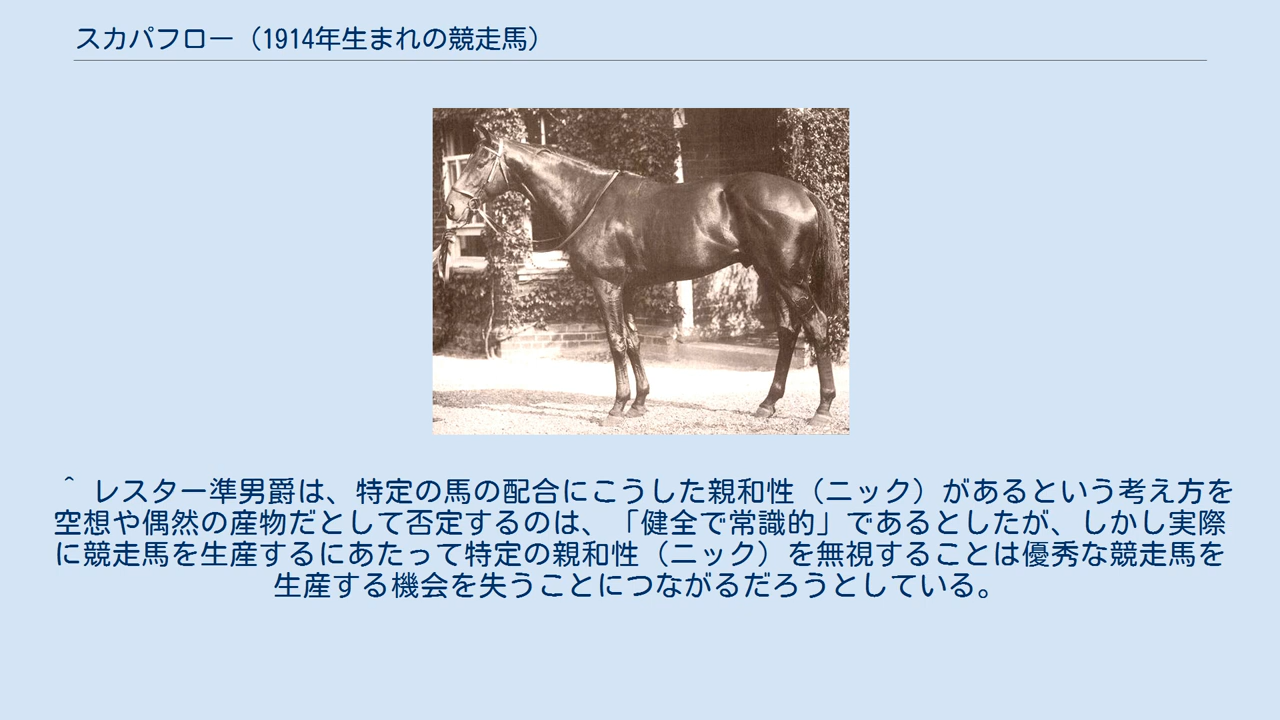 スカパフロー（1914年生まれの競走馬）
^ レスター準男爵は、特定の馬の配合にこうした親和性（ニック）があるという考え方を
空想や偶然の産物だとして否定するのは、「健全で常識的」であるとしたが、しかし実際
に競走馬を生産するにあたって特定の親和性（ニック）を無視することは優秀な競走馬を
生産する機会を失うことにつながるだろうとしている。